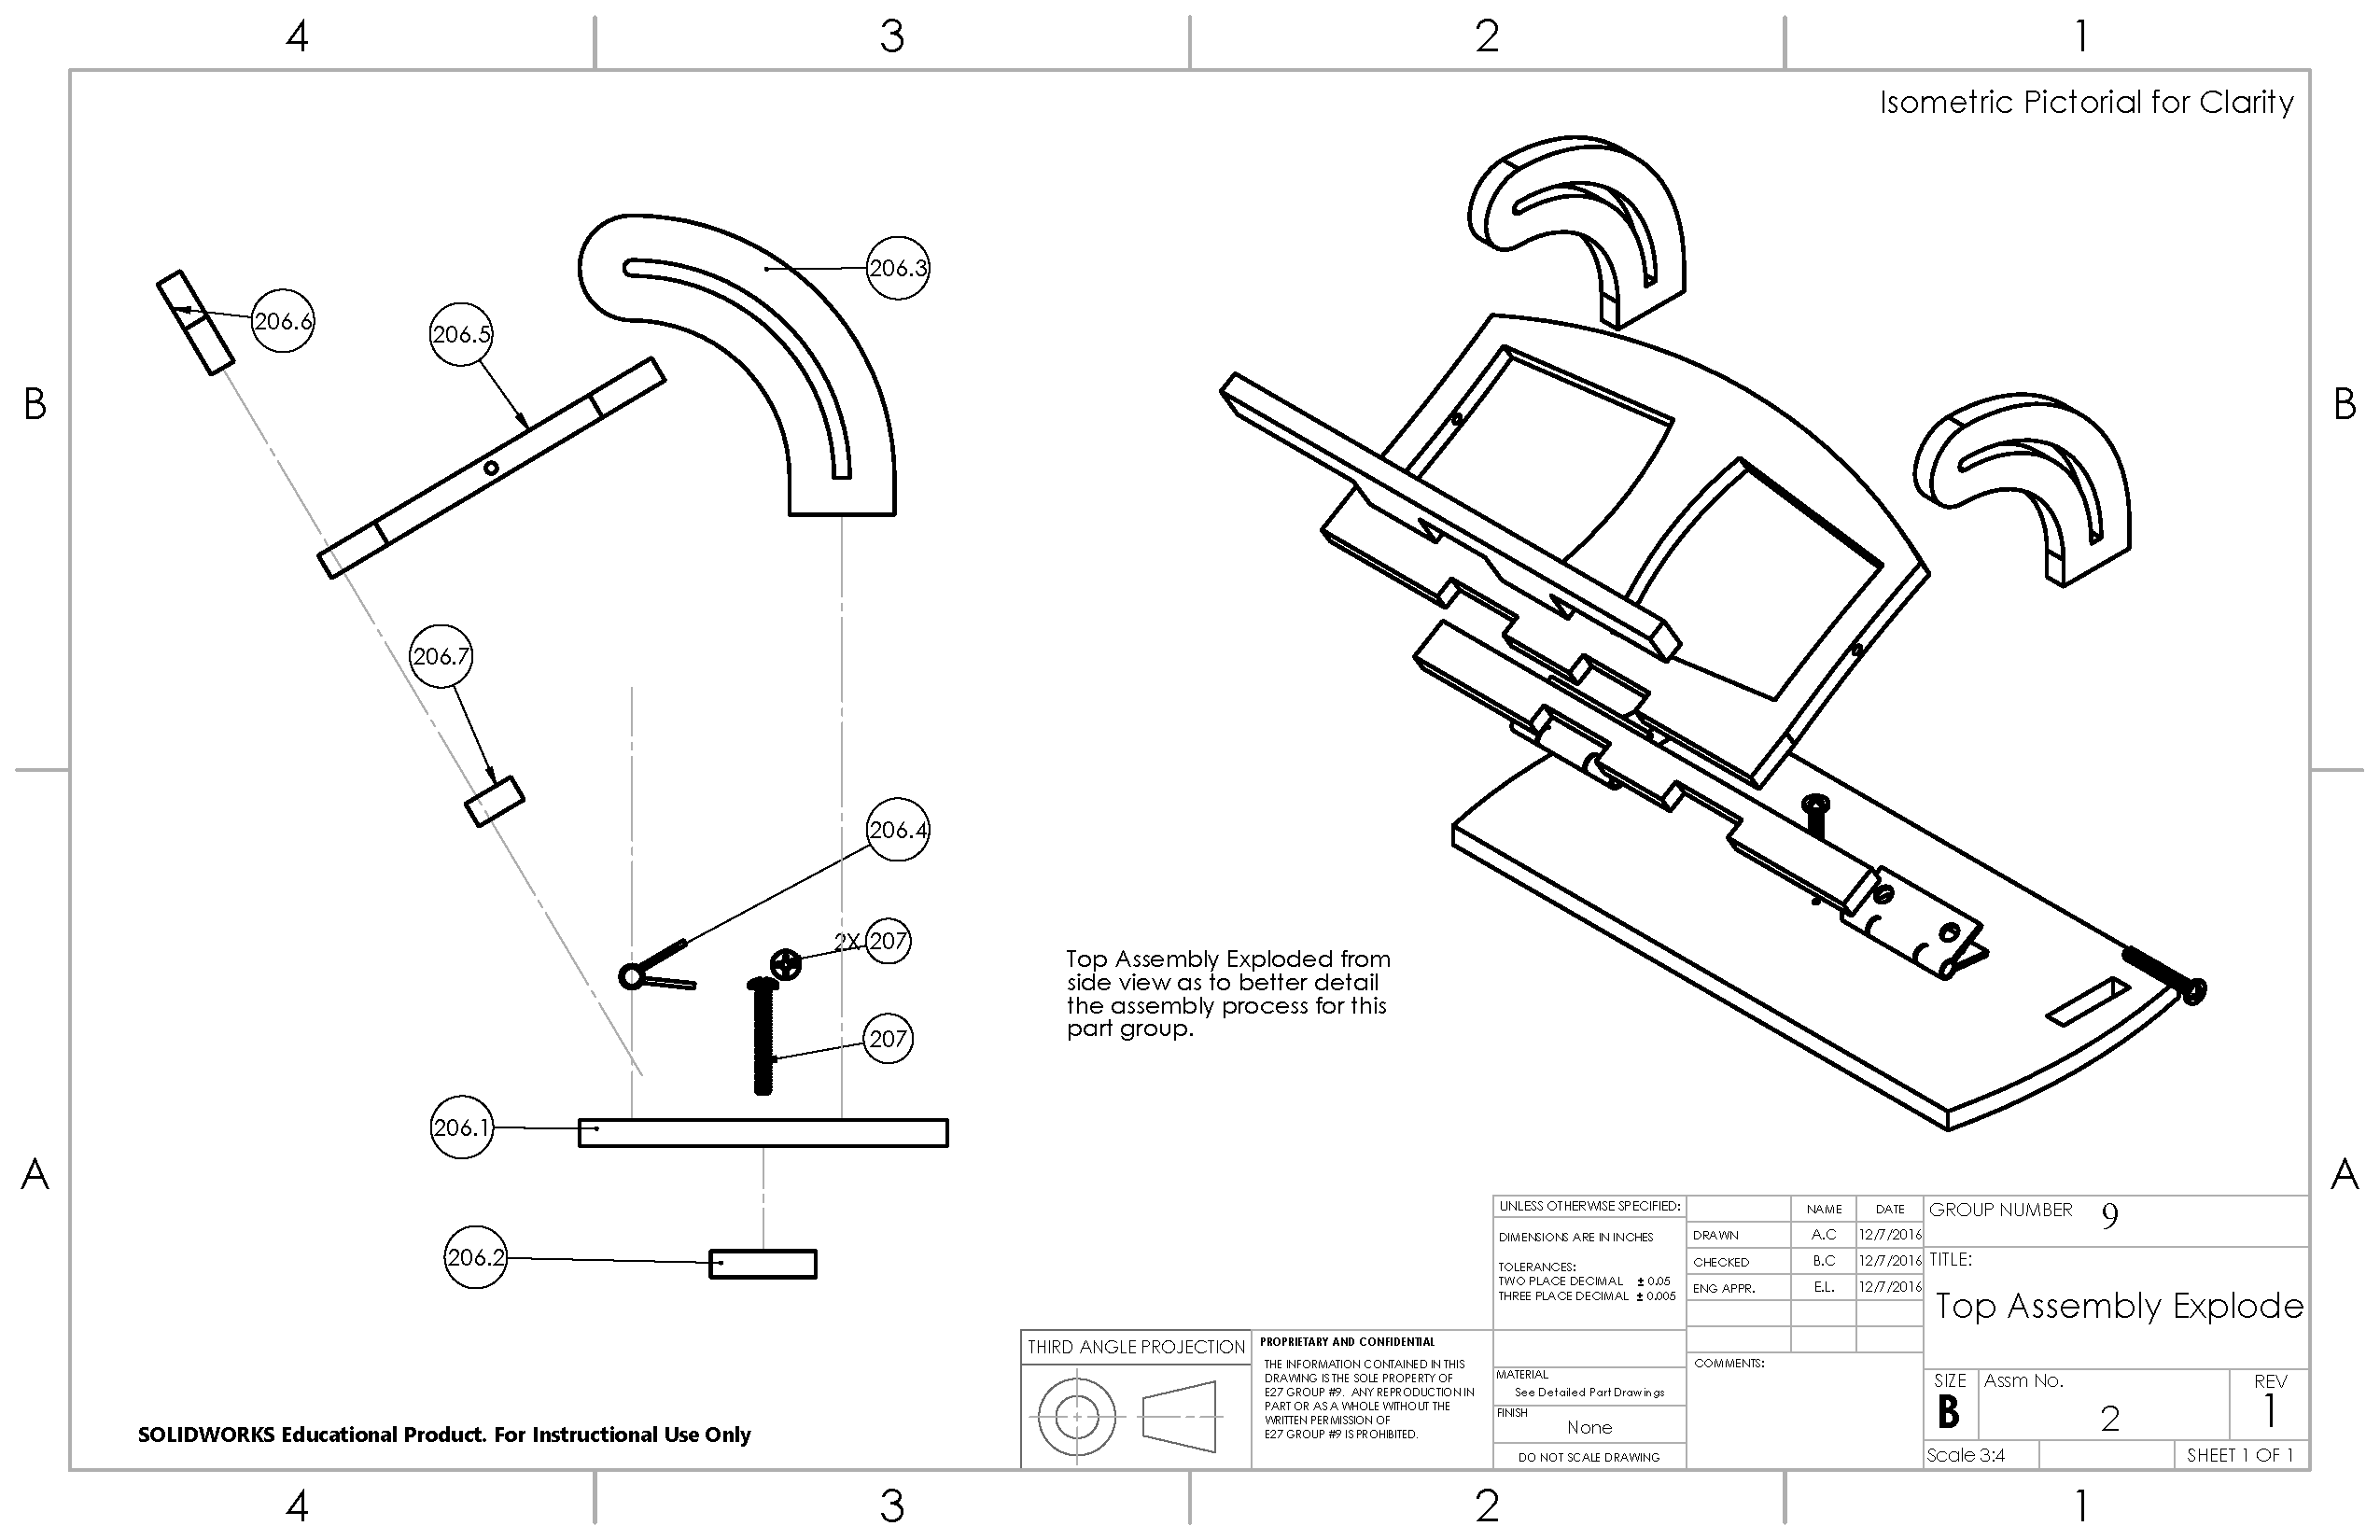 4 3 2 1
Isometric Pictorial for Clarity
206.3
206.6
206.5
B B
206.7
206.4
2X 207
207
Top Assembly Exploded from
side view as to better detail
the assembly process for this
part group.
206.1
A A
206.2
UNLESS OTHERWISE SPECIFIED:
DIMENSIONS ARE IN INCHES
TOLERANCES:
TWO PLACE DECIMAL ± 0.05
THREE PLACE DECIMAL ± 0.005
NAME DATE
DRAWN A.C 12/7/2016
CHECKED B.C 12/7/2016
ENG APPR. E.L. 12/7/2016
COMMENTS:
GROUP NUMBER 9
TITLE:
Top Assembly Explode
THIRD ANGLE PROJECTION
PROPRIETARY AND CONFIDENTIAL
THE INFORMATION CONTAINED IN THIS
DRAWING IS THE SOLE PROPERTY OF
E27 GROUP #9. ANY REPRODUCTION IN
PART OR AS A WHOLE WITHOUT THE
WRITTEN PERMISSION OF
E27 GROUP #9 IS PROHIBITED.
MATERIAL
See Detailed Part Drawings
FINISH
None
DO NOT SCALE DRAWING
SIZE Assm No. REV
B 2 1
Scale 3:4 SHEET 1 OF 1
SOLIDWORKS Educational Product. For Instructional Use Only
4 3 2 1